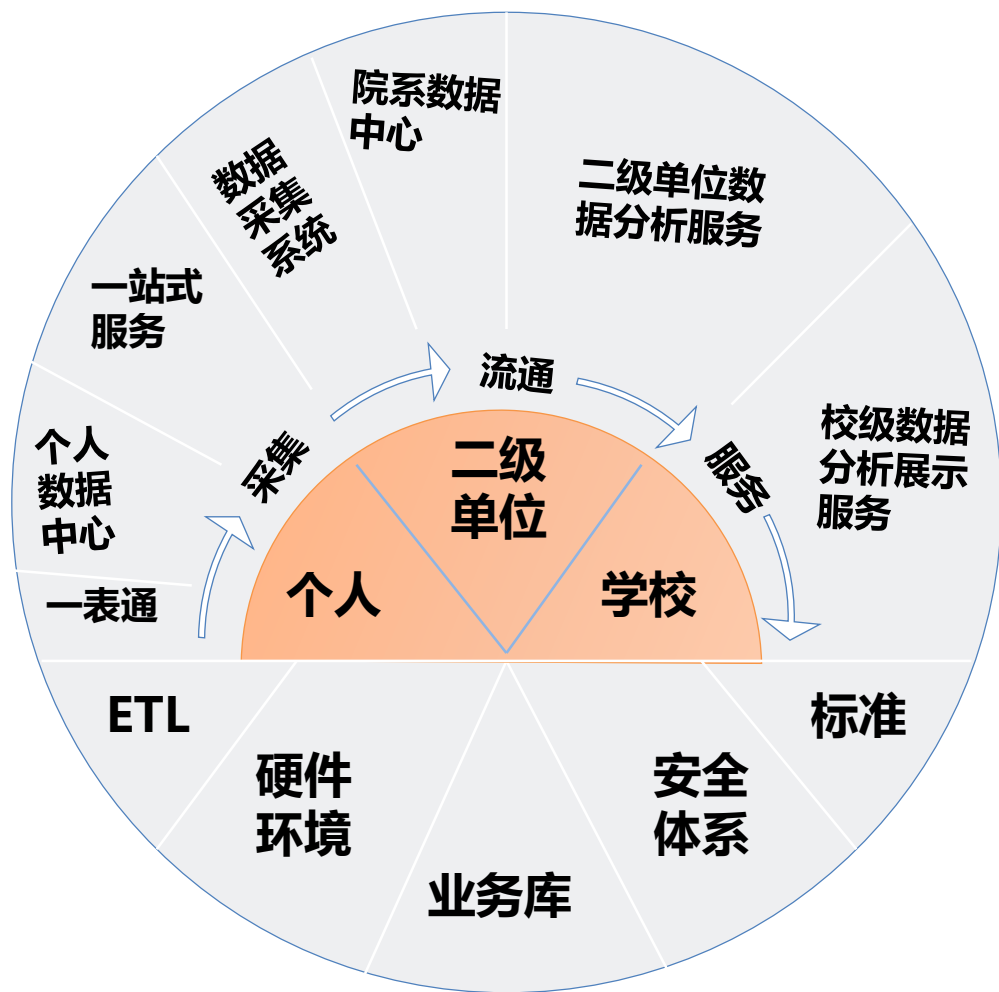 院系数据
中心
数据
采集
系统
二级单位数
据分析服务
一站式
服务
流通
个人
数据
中心
采集
二级
单位
服务
校级数据
分析展示
服务
一表通
个人
学校
ETL
标准
硬件
环境
安全
体系
业务库